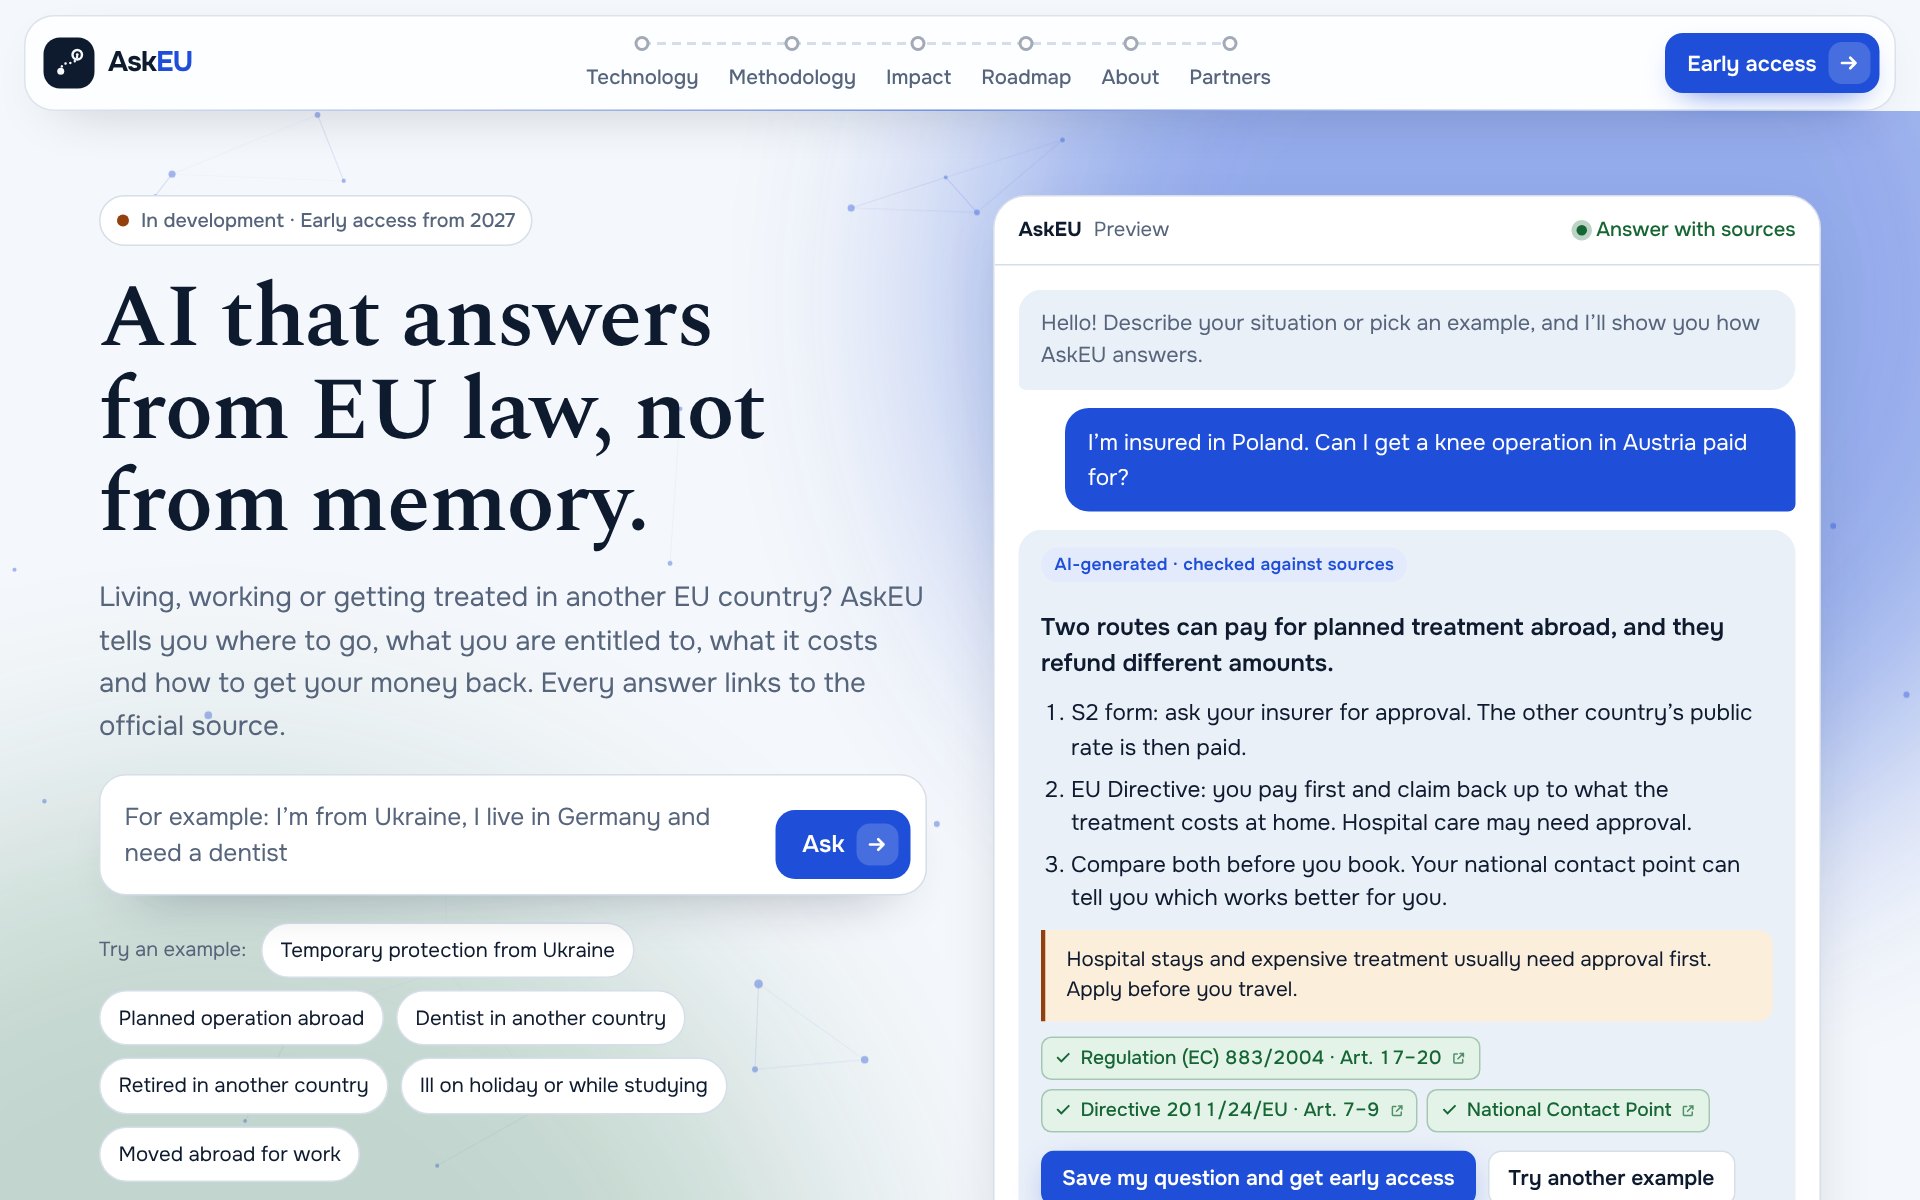 AskEU
Technology
Methodology
Impact
Roadmap
About
Partners
Early access
In development · Early access from 2027
AI that answers
from EU law, not
from memory.
Living, working or getting treated in another EU country? AskEU
tells you where to go, what you are entitled to, what it costs
and how to get your money back. Every answer links to the
official source.
For example: I’m from Ukraine, I live in Germany and
need a dentist
Ask
Try an example:
Temporary protection from Ukraine
Planned operation abroad
Dentist in another country
Retired in another country
Ill on holiday or while studying
Moved abroad for work
AskEU Preview
Answer with sources
Hello! Describe your situation or pick an example, and I’ll show you how
AskEU answers.
I’m insured in Poland. Can I get a knee operation in Austria paid
for?
AI-generated · checked against sources
Two routes can pay for planned treatment abroad, and they
refund different amounts.
1. S2 form: ask your insurer for approval. The other country’s public
rate is then paid.
2. EU Directive: you pay first and claim back up to what the
treatment costs at home. Hospital care may need approval.
3. Compare both before you book. Your national contact point can
tell you which works better for you.
Hospital stays and expensive treatment usually need approval first.
Apply before you travel.
Regulation (EC) 883/2004 · Art. 17–20
Directive 2011/24/EU · Art. 7–9
National Contact Point
Save my question and get early access
Try another example